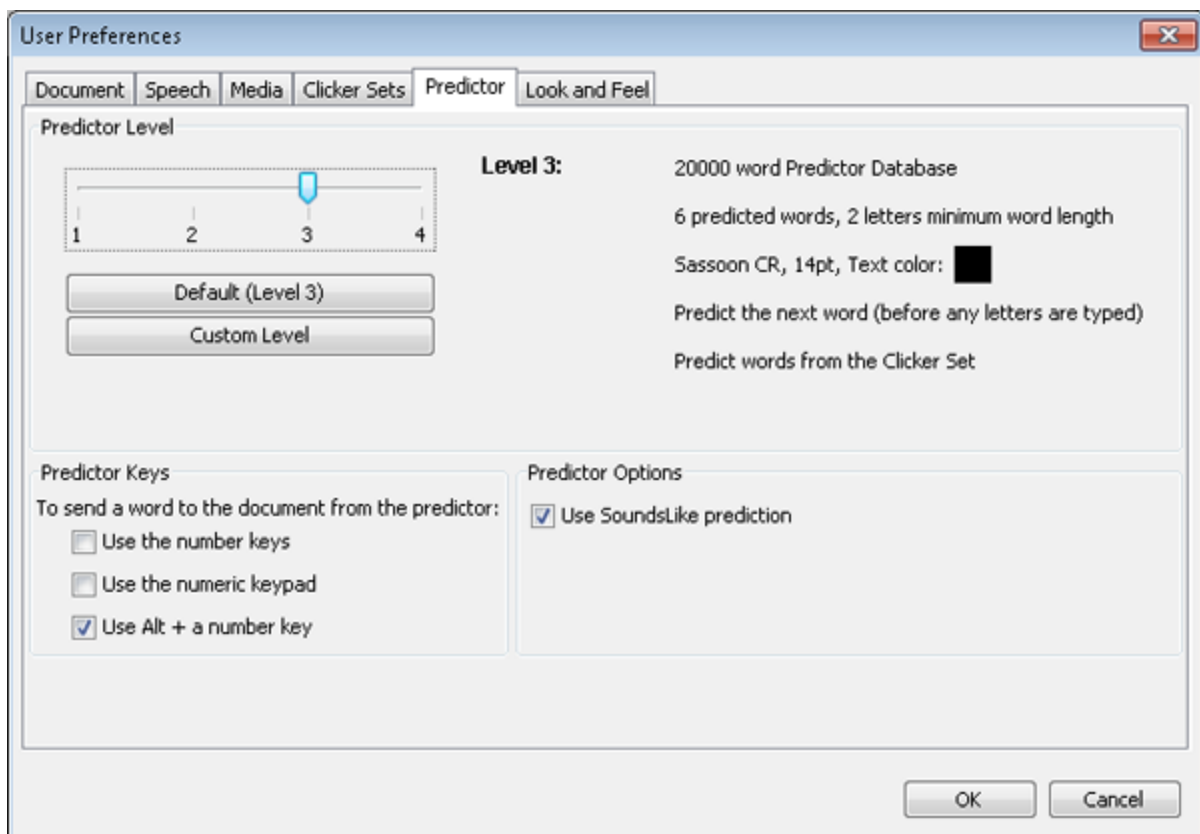 User Preferences
Document Speech Media Clicker Sets Predictor Look and Feel
Predictor Level
Level 3:
20000 word Predictor Database
6 predicted words, 2 letters minimum word length
Sassoon CR, 14pt, Text color:
Predict the next word (before any letters are typed)
Predict words from the Clicker Set
1 2 3 4
Default (Level 3)
Custom Level
Predictor Keys
To send a word to the document from the predictor:
Use the number keys
Use the numeric keypad
Use Alt + a number key
Predictor Options
Use SoundsLike prediction
OK Cancel